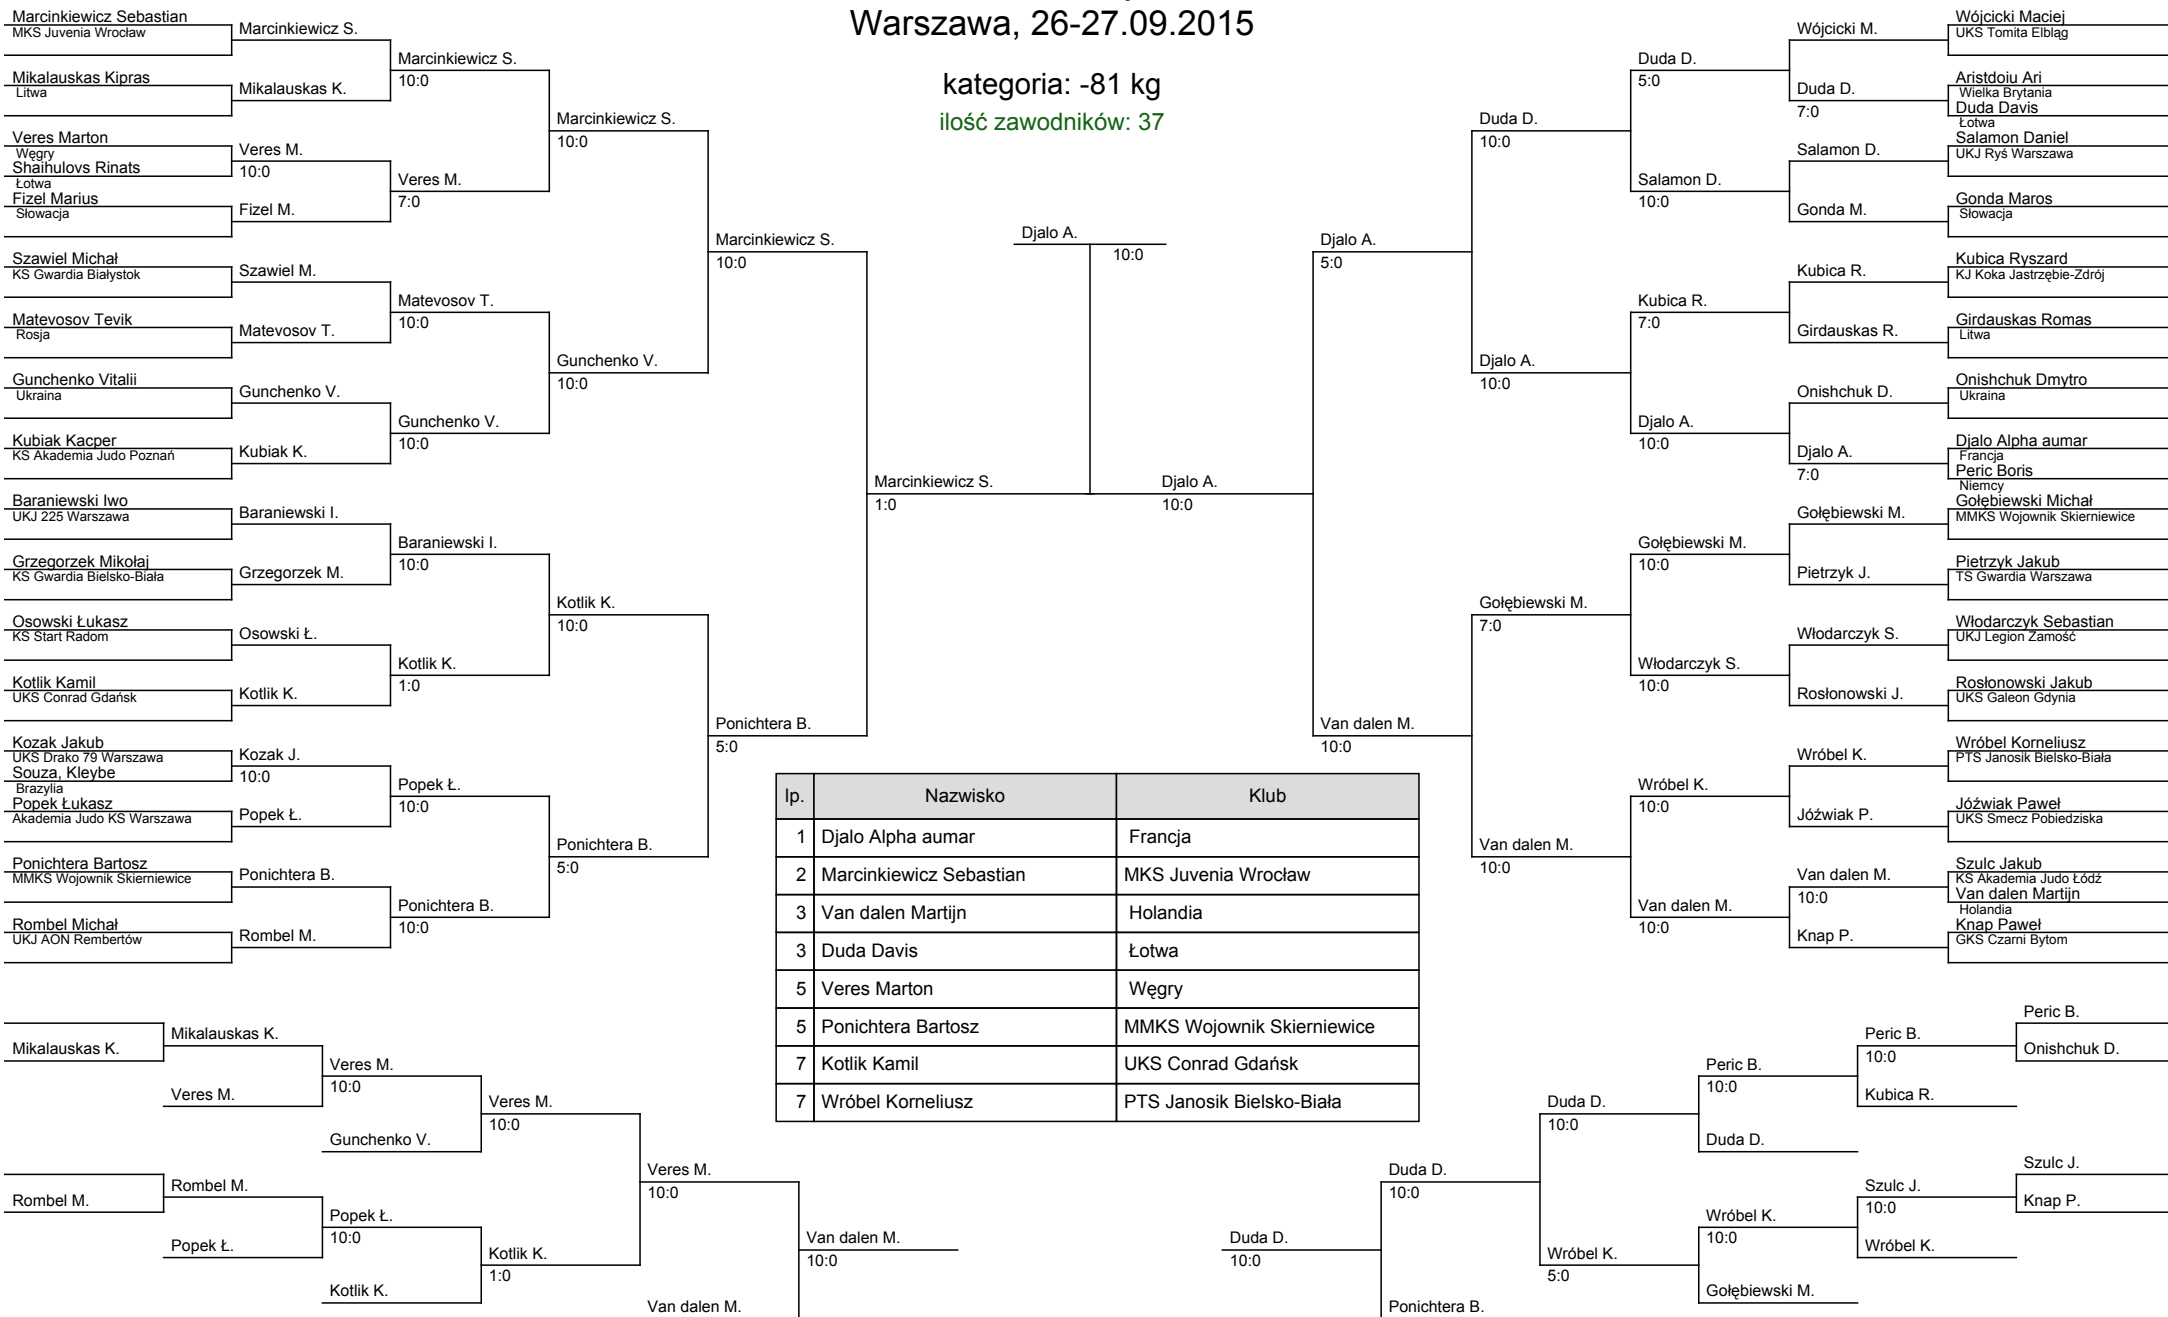 Warszawa, 26-27.09.2015
kategoria: -81 kg
ilość zawodników: 37
Marcinkiewicz Sebastian
MKS Juvenia Wrocław
Mikalauskas Kipras
Litwa
Veres Marton
Węgry
Shaihulovs Rinats
Łotwa
Fizel Marius
Słowacja
Szawiel Michał
KS Gwardia Białystok
Matevosov Tevik
Rosja
Gunchenko Vitalii
Ukraina
Kubiak Kacper
KS Akademia Judo Poznań
Baraniewski Iwo
UKJ 225 Warszawa
Grzegorzek Mikołaj
KS Gwardia Bielsko-Biała
Osowski Łukasz
KS Start Radom
Kotlik Kamil
UKS Conrad Gdańsk
Kozak Jakub
UKS Drako 79 Warszawa
Souza, Kleybe
Brazylia
Popek Łukasz
Akademia Judo KS Warszawa
Ponichtera Bartosz
MMKS Wojownik Skierniewice
Rombel Michał
UKJ AON Rembertów
Marcinkiewicz S.
Mikalauskas K.
Veres M.
10:0
Fizel M.
Szawiel M.
Matevosov T.
Gunchenko V.
Kubiak K.
Baraniewski I.
Grzegorzek M.
Osowski Ł.
Kotlik K.
Kozak J.
10:0
Popek Ł.
Ponichtera B.
Rombel M.
Marcinkiewicz S.
10:0
Veres M.
7:0
Matevosov T.
10:0
Gunchenko V.
10:0
Baraniewski I.
10:0
Kotlik K.
1:0
Popek Ł.
10:0
Ponichtera B.
10:0
Marcinkiewicz S.
10:0
Gunchenko V.
10:0
Kotlik K.
10:0
Ponichtera B.
5:0
Marcinkiewicz S.
10:0
Ponichtera B.
5:0
Marcinkiewicz S.
1:0
Djalo A.
10:0
Djalo A.
10:0
Djalo A.
5:0
Van dalen M.
10:0
Duda D.
10:0
Djalo A.
10:0
Gołębiewski M.
7:0
Van dalen M.
10:0
Duda D.
5:0
Salamon D.
10:0
Kubica R.
7:0
Djalo A.
10:0
Gołębiewski M.
10:0
Włodarczyk S.
10:0
Wróbel K.
10:0
Van dalen M.
10:0
Wójcicki M.
Duda D.
7:0
Salamon D.
Gonda M.
Kubica R.
Girdauskas R.
Onishchuk D.
Djalo A.
7:0
Gołębiewski M.
Pietrzyk J.
Włodarczyk S.
Rosłonowski J.
Wróbel K.
Jóźwiak P.
Van dalen M.
10:0
Knap P.
Wójcicki Maciej
UKS Tomita Elbląg
Aristdoiu Ari
Wielka Brytania
Duda Davis
Łotwa
Salamon Daniel
UKJ Ryś Warszawa
Gonda Maros
Słowacja
Kubica Ryszard
KJ Koka Jastrzębie-Zdrój
Girdauskas Romas
Litwa
Onishchuk Dmytro
Ukraina
Djalo Alpha aumar
Francja
Peric Boris
Niemcy
Gołębiewski Michał
MMKS Wojownik Skierniewice
Pietrzyk Jakub
TS Gwardia Warszawa
Włodarczyk Sebastian
UKJ Legion Zamość
Rosłonowski Jakub
UKS Galeon Gdynia
Wróbel Korneliusz
PTS Janosik Bielsko-Biała
Jóźwiak Paweł
UKS Smecz Pobiedziska
Szulc Jakub
KS Akademia Judo Łódź
Van dalen Martijn
Holandia
Knap Paweł
GKS Czarni Bytom
lp. Nazwisko Klub
1 Djalo Alpha aumar Francja
2 Marcinkiewicz Sebastian MKS Juvenia Wrocław
3 Van dalen Martijn Holandia
3 Duda Davis Łotwa
5 Veres Marton Węgry
5 Ponichtera Bartosz MMKS Wojownik Skierniewice
7 Kotlik Kamil UKS Conrad Gdańsk
7 Wróbel Korneliusz PTS Janosik Bielsko-Biała
Mikalauskas K.
Rombel M.
Mikalauskas K.
Veres M.
Rombel M.
Popek Ł.
Veres M.
10:0
Gunchenko V.
Popek Ł.
10:0
Kotlik K.
Veres M.
10:0
Kotlik K.
1:0
Veres M.
10:0
Van dalen M.
Van dalen M.
10:0
Duda D.
10:0
Duda D.
10:0
Ponichtera B.
Duda D.
10:0
Wróbel K.
5:0
Peric B.
10:0
Duda D.
Wróbel K.
10:0
Gołębiewski M.
Peric B.
10:0
Kubica R.
Szulc J.
10:0
Wróbel K.
Peric B.
Onishchuk D.
Szulc J.
Knap P.